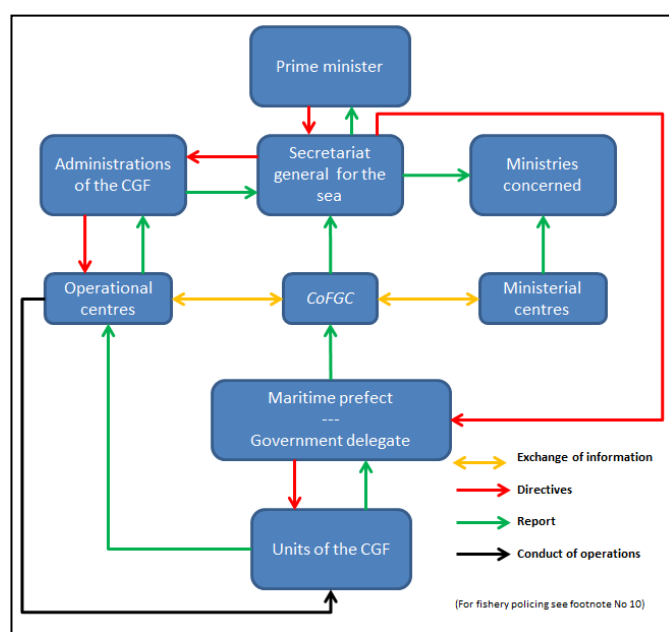 Prime minister
Administrations
of the CGF
Secretariat
general for the
sea
Ministries
concerned
Operational
centres
CoFGC
Ministerial
centres
Maritime prefect
---
Government delegate
Units of the CGF
Exchange of information
Directives
Report
Conduct of operations
(For fishery policing see footnote No 10)